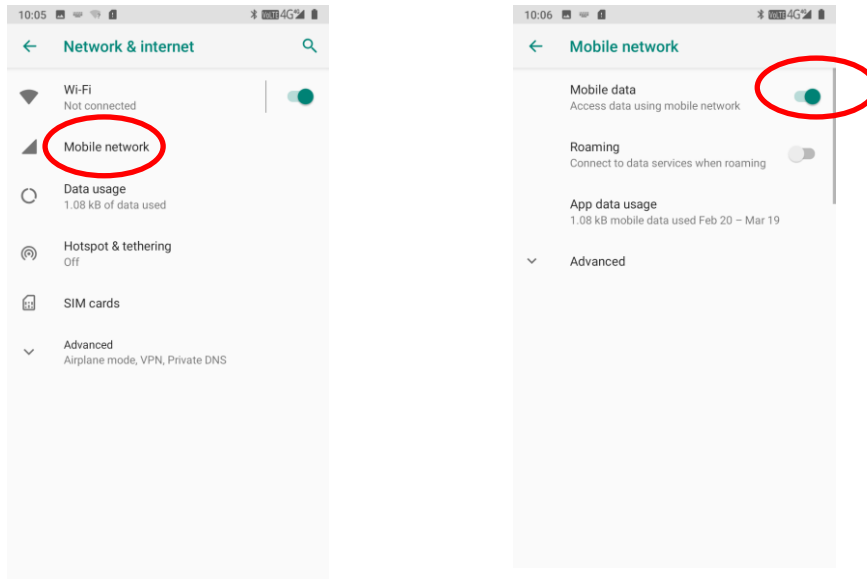 10:05
4G
Network & internet
Wi-Fi
Not connected
Mobile network
Data usage
1.08 kB of data used
Hotspot & tethering
Off
SIM cards
Advanced
Airplane mode, VPN, Private DNS
10:06
4G
Mobile network
Mobile data
Access data using mobile network
Roaming
Connect to data services when roaming
App data usage
1.08 kB mobile data used Feb 20 – Mar 19
Advanced